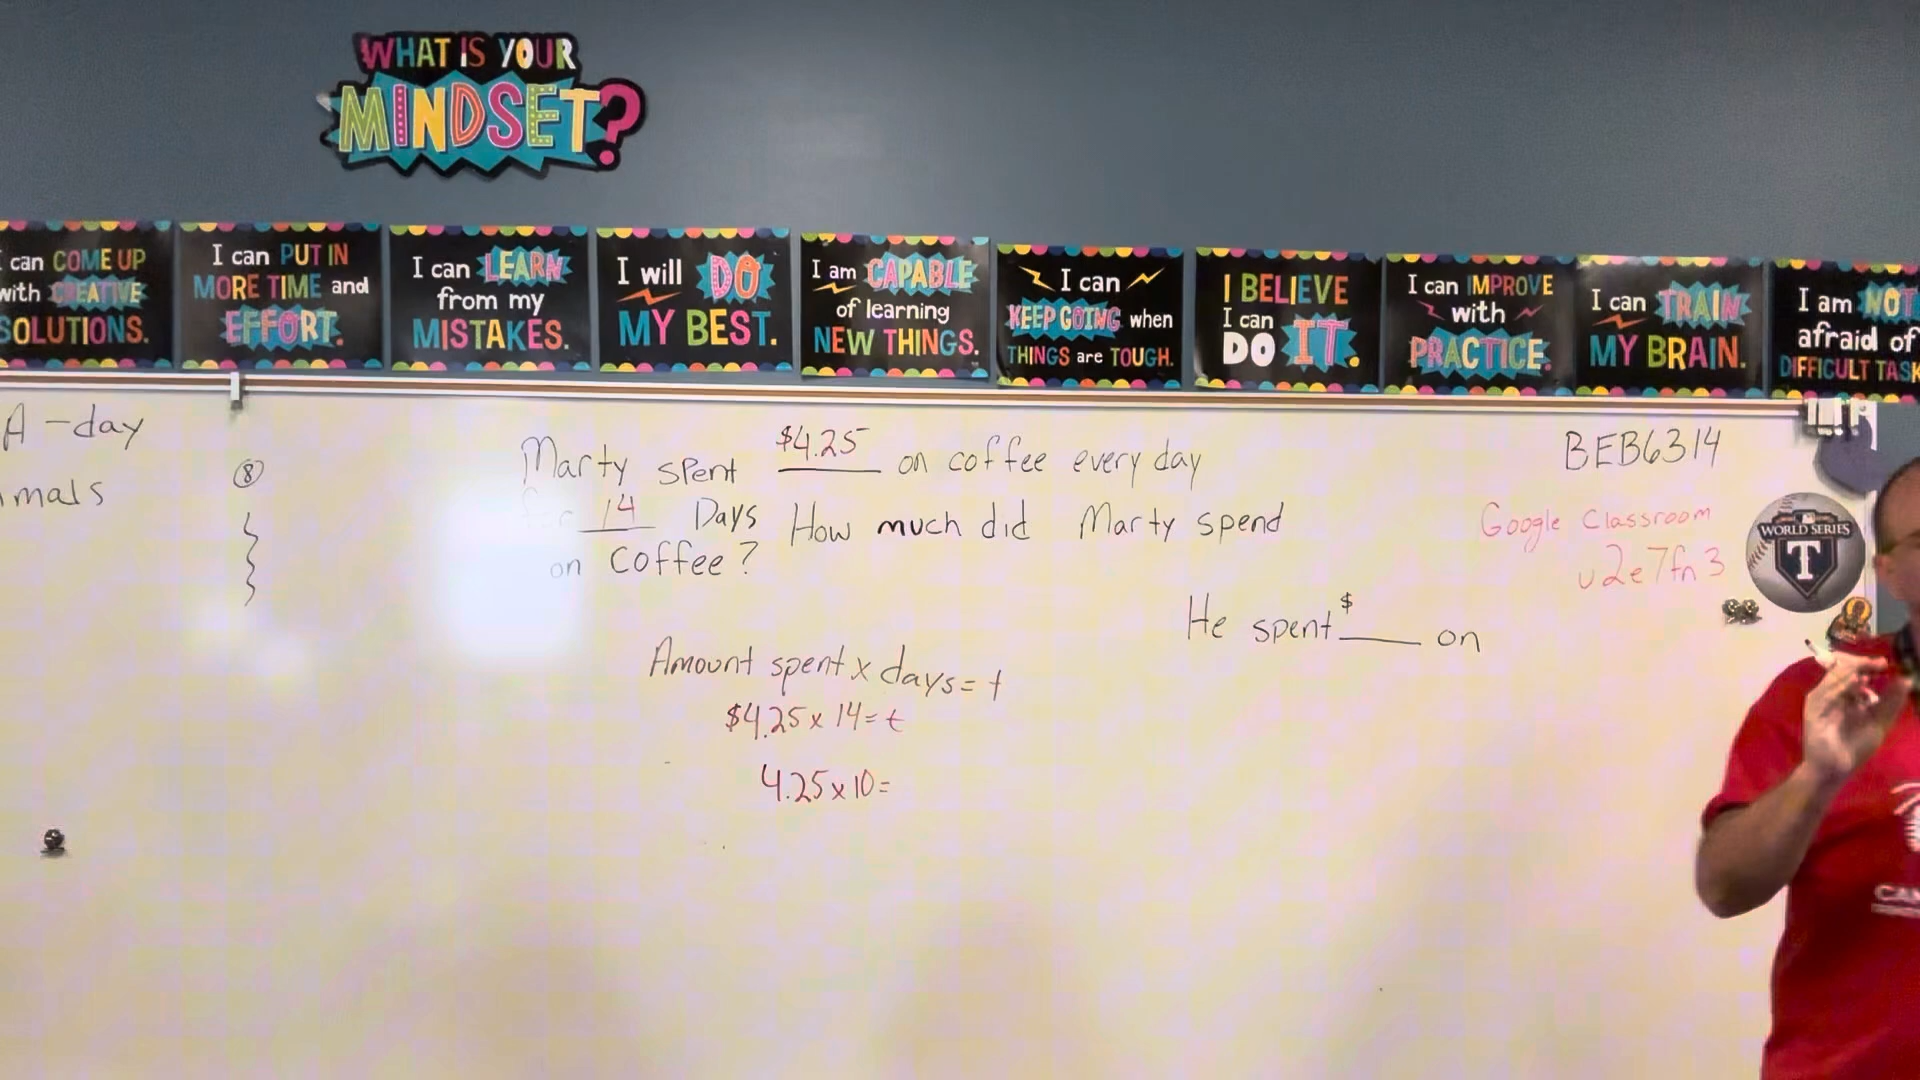 WHAT IS YOUR
MINDSET?
I can COME UP
with CREATIVE
SOLUTIONS.
I can PUT IN
MORE TIME and
EFFORT.
I can LEARN
from my
MISTAKES.
I will DO
MY BEST.
I am CAPABLE
of learning
NEW THINGS.
I can
KEEP GOING when
THINGS are TOUGH.
I BELIEVE
I can
DO IT.
I can IMPROVE
with
PRACTICE.
I can TRAIN
MY BRAIN.
I am NOT
afraid of
DIFFICULT TASK
A-day
mals
8
Marty spent $4.25 on coffee every day
for 14 Days How much did Marty spend
on coffee?
Amount spent x days = t
$4.25 x 14 = t
4.25 x 10 =
He spent $____ on
BEB6314
Google Classroom
u2e7fn3
WORLD SERIES
T